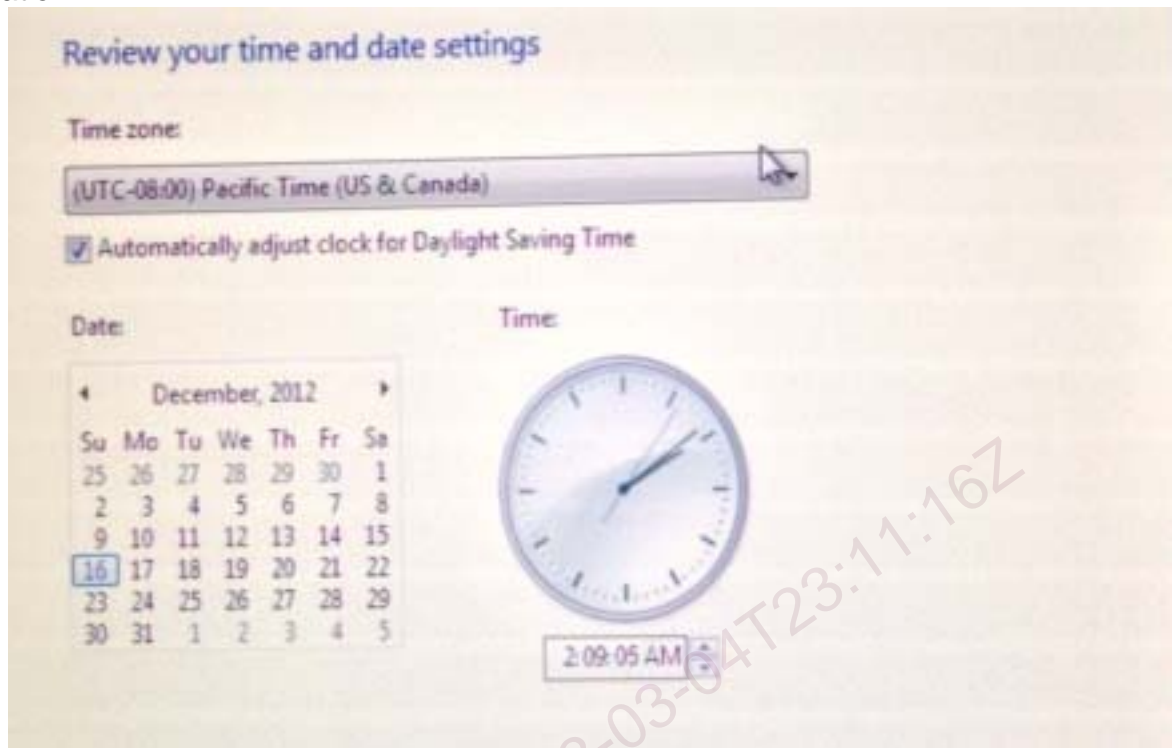 Review your time and date settings
Time zone:
(UTC-08:00) Pacific Time (US & Canada)
Automatically adjust clock for Daylight Saving Time
Date:
Time:
December, 2012
Su Mo Tu We Th Fr Sa
25 26 27 28 29 30 1
2 3 4 5 6 7 8
9 10 11 12 13 14 15
16 17 18 19 20 21 22
23 24 25 26 27 28 29
30 31 1 2 3 4 5
2:09:05 AM
03-04T23:11:16Z